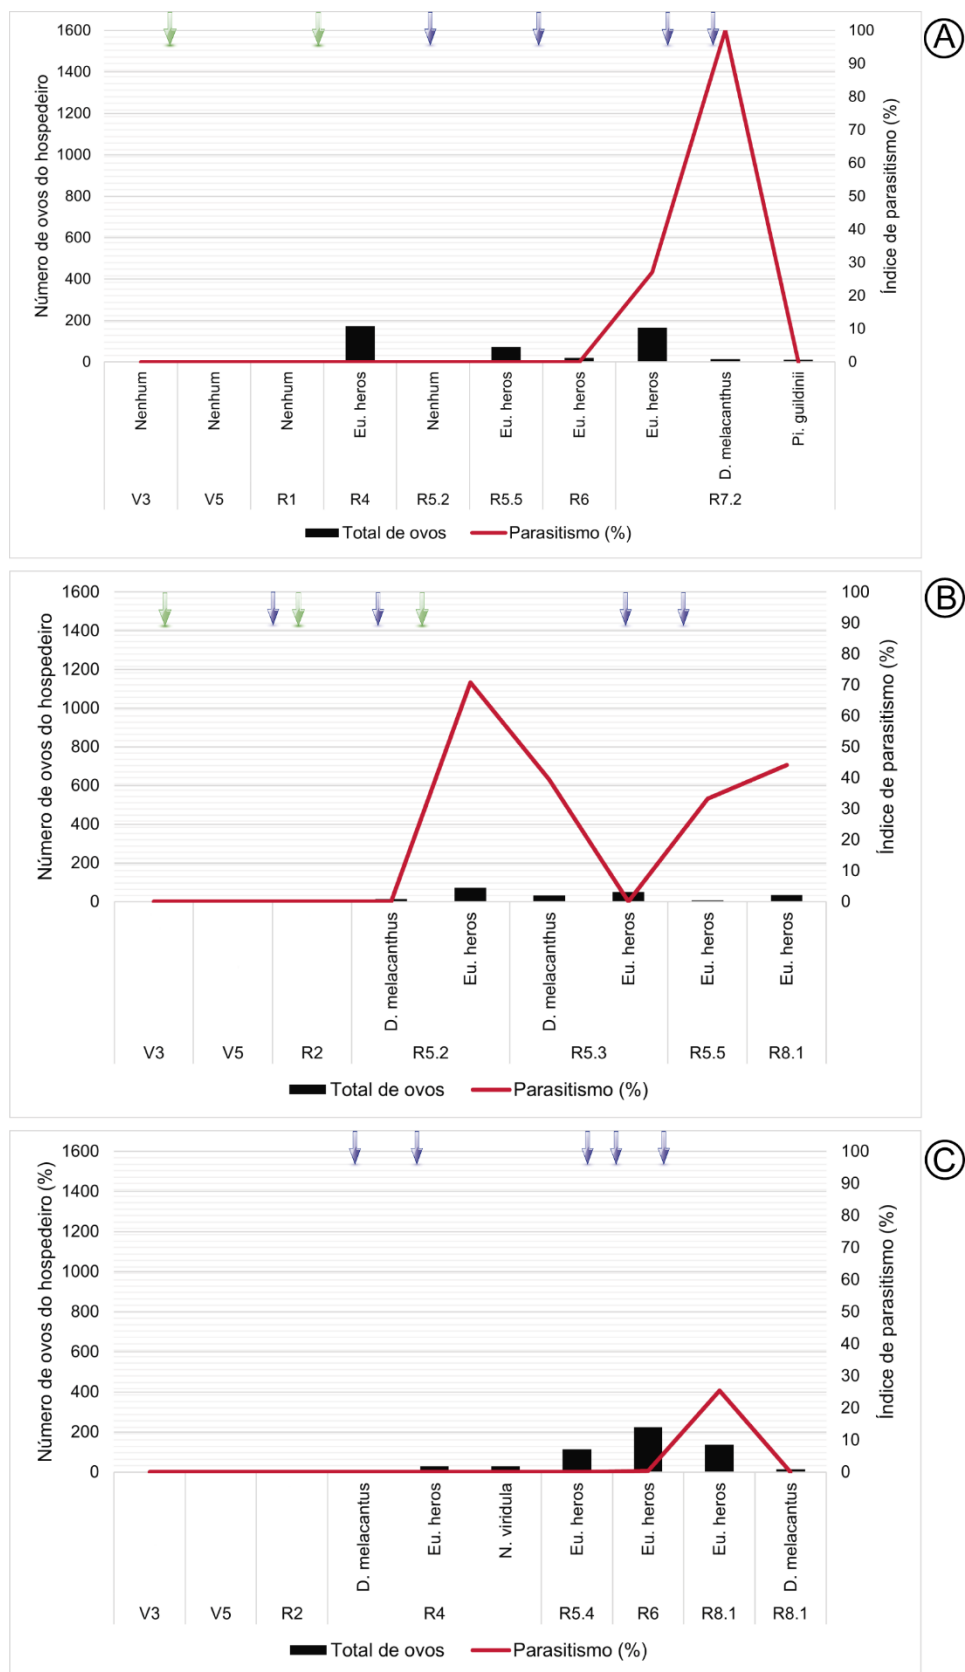 A
Número de ovos do hospedeiro
1600
1400
1200
1000
800
600
400
200
0
100
90
80
70
60
50
40
30
20
10
0
Índice de parasitismo (%)
Nenhum
Nenhum
Nenhum
Eu. heros
Nenhum
Eu. heros
Eu. heros
Eu. heros
D. melacanthus
Pi. guildinii
V3 V5 R1 R4 R5.2 R5.5 R6 R7.2
Total de ovos Parasitismo (%)
B
Número de ovos do hospedeiro
1600
1400
1200
1000
800
600
400
200
0
100
90
80
70
60
50
40
30
20
10
0
Índice de parasitismo (%)
D. melacanthus
Eu. heros
D. melacanthus
Eu. heros
Eu. heros
Eu. heros
V3 V5 R2 R5.2 R5.3 R5.5 R8.1
Total de ovos Parasitismo (%)
C
Número de ovos do hospedeiro (%)
1600
1400
1200
1000
800
600
400
200
0
100
90
80
70
60
50
40
30
20
10
0
Índice de parasitismo (%)
D. melacantus
Eu. heros
N. viridula
Eu. heros
Eu. heros
Eu. heros
D. melacantus
V3 V5 R2 R4 R5.4 R6 R8.1 R8.1
Total de ovos Parasitismo (%)